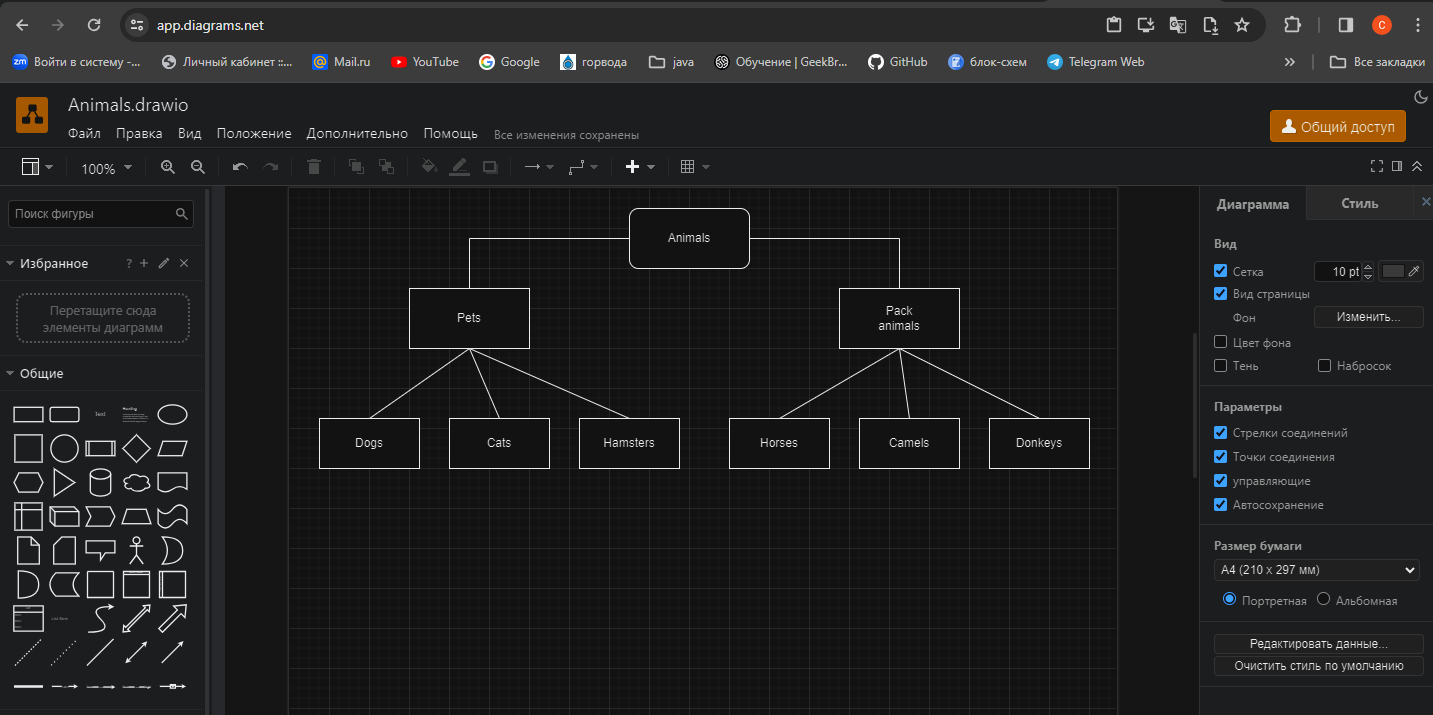 app.diagrams.net
C
zm Войти в систему -...
Личный кабинет ::...
Mail.ru
YouTube
Google
горвода
java
Обучение | GeekBr...
GitHub
блок-схем
Telegram Web
Все закладки
Animals.drawio
Файл Правка Вид Положение Дополнительно Помощь Все изменения сохранены
Общий доступ
100%
Поиск фигуры
Избранное ?
Перетащите сюда
элементы диаграмм
Общие
Text
Heading
Animals
Pets
Pack
animals
Dogs
Cats
Hamsters
Horses
Camels
Donkeys
Диаграмма Стиль
Вид
Сетка 10 pt
Вид страницы
Фон Изменить...
Цвет фона
Тень Набросок
Параметры
Стрелки соединений
Точки соединения
управляющие
Автосохранение
Размер бумаги
A4 (210 x 297 мм)
Портретная Альбомная
Редактировать данные...
Очистить стиль по умолчанию